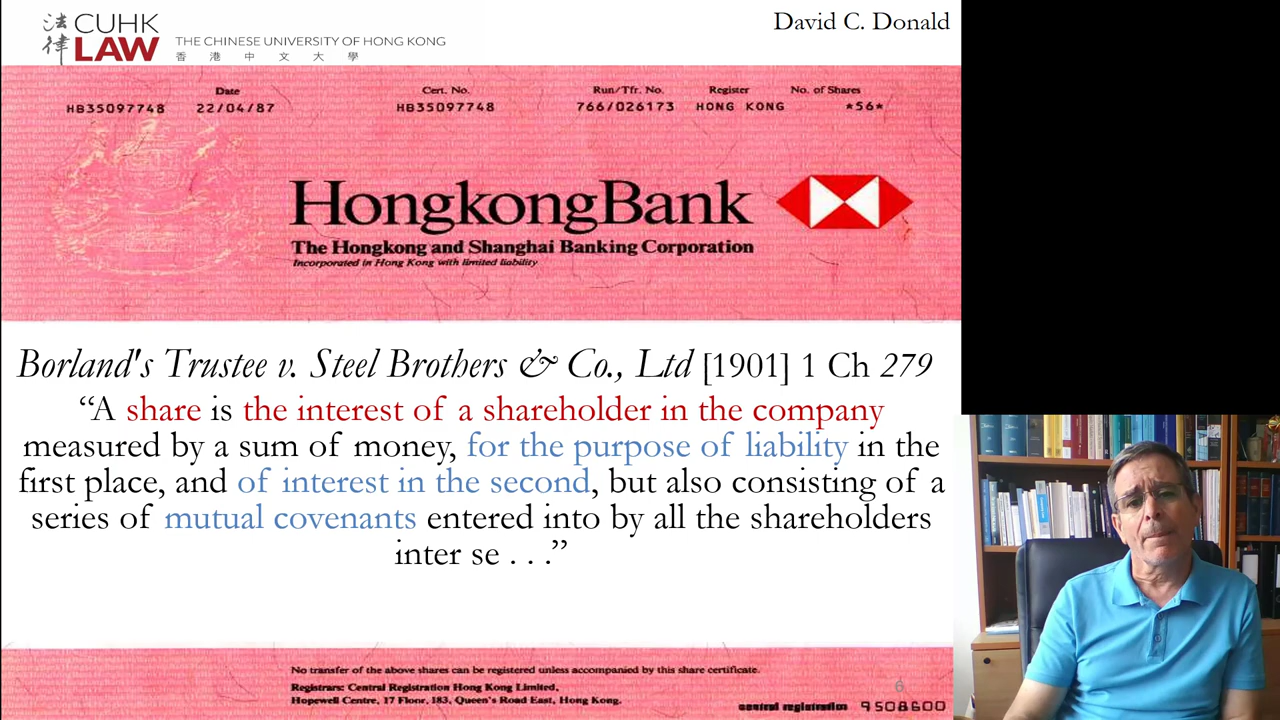 法律
CUHK
LAW
THE CHINESE UNIVERSITY OF HONG KONG
香港中文大學
David C. Donald
Date
Cert. No.
Run/Tfr. No.
Register
No. of Shares
HB35097748
22/04/87
HB35097748
766/026173
HONG KONG
*56*
HongkongBank
The Hongkong and Shanghai Banking Corporation
Incorporated in Hong Kong with limited liability
Borland's Trustee v. Steel Brothers & Co., Ltd [1901] 1 Ch 279
“A share is the interest of a shareholder in the company
measured by a sum of money, for the purpose of liability in the
first place, and of interest in the second, but also consisting of a
series of mutual covenants entered into by all the shareholders
inter se . . .”
No transfer of the above shares can be registered unless accompanied by this share certificate.
Registrars: Central Registration Hong Kong Limited,
Hopewell Centre, 17 Floor, 183, Queen's Road East, Hong Kong.
6
central registration
9508600